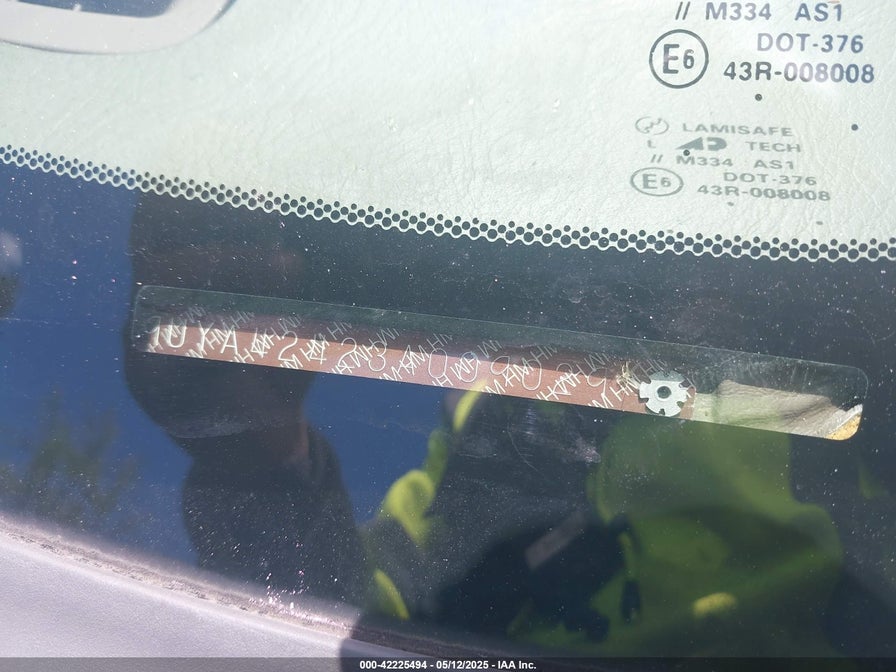 // M334 AS1
DOT-376
E6 43R-008008
LAMISAFE
L AP TECH
// M334 AS1
DOT-376
E6 43R-008008
000-42225494 - 05/12/2025 - IAA Inc.